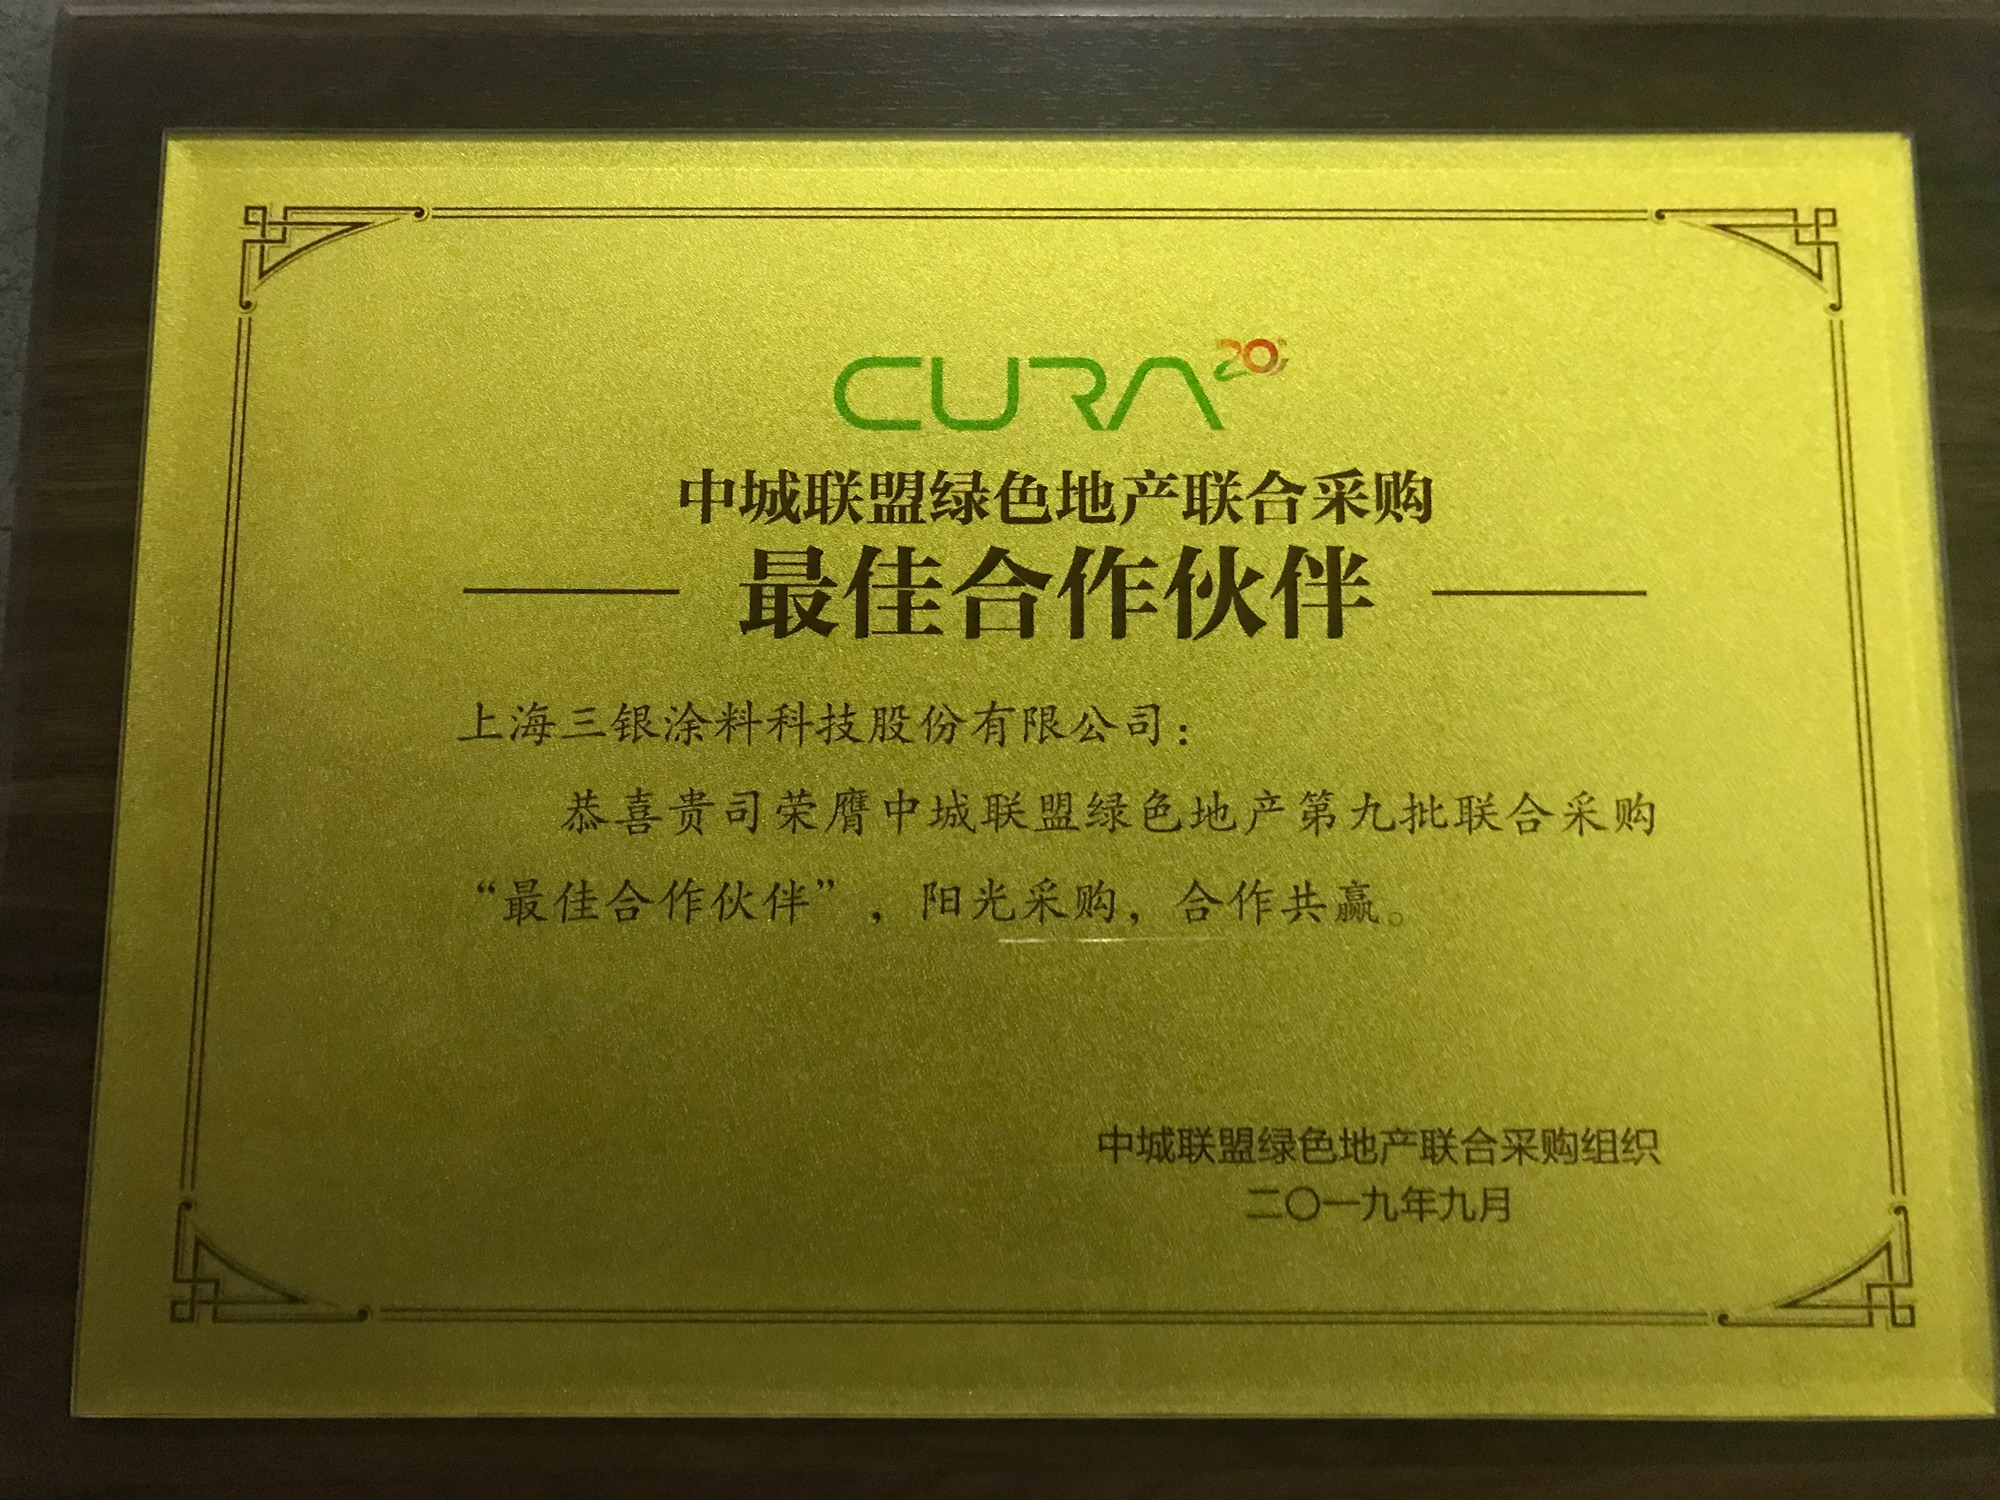 CURA 20
中城联盟绿色地产联合采购
最佳合作伙伴
上海三银涂料科技股份有限公司：
恭喜贵司荣膺中城联盟绿色地产第九批联合采购
“最佳合作伙伴”，阳光采购，合作共赢。
中城联盟绿色地产联合采购组织
二〇一九年九月